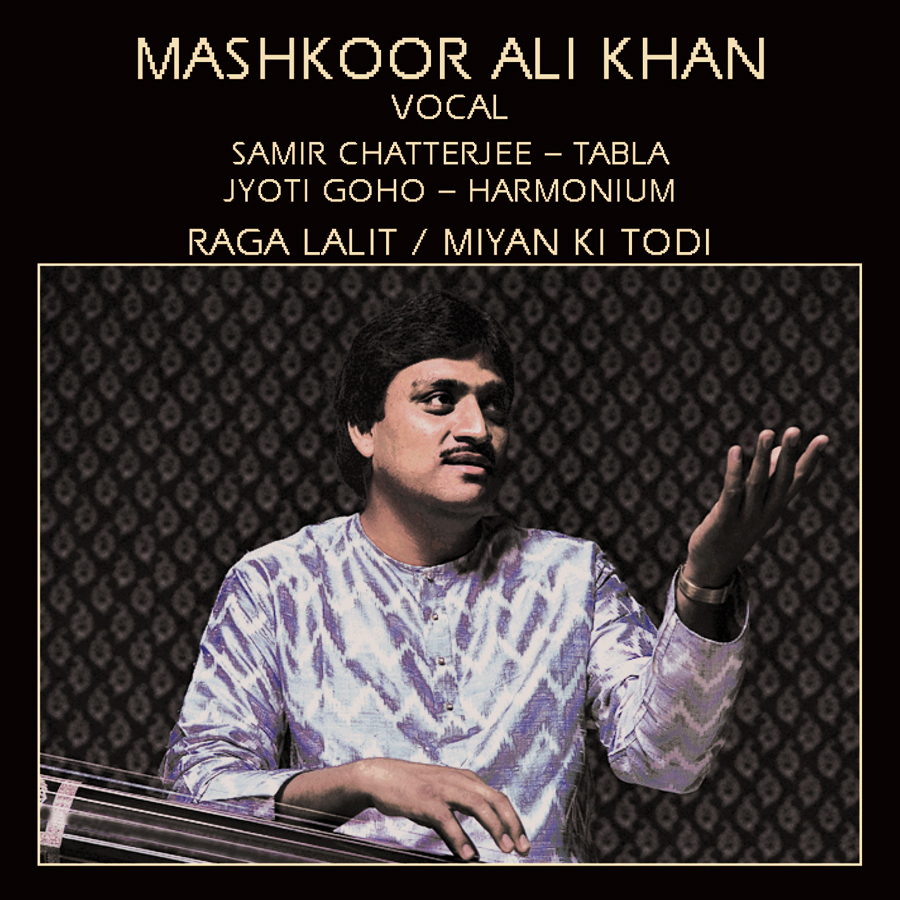 MASHKOOR ALI KHAN
VOCAL
SAMIR CHATTERJEE – TABLA
JYOTI GOHO – HARMONIUM
RAGA LALIT / MIYAN KI TODI